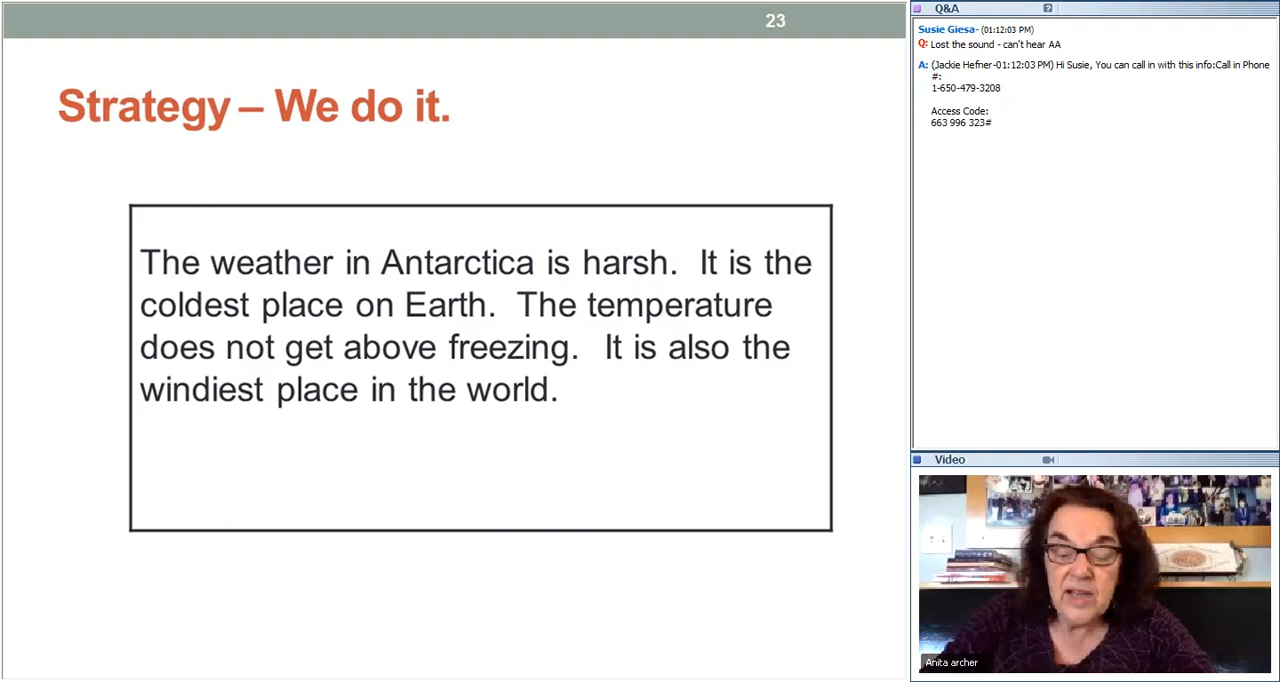 23
Strategy – We do it.
The weather in Antarctica is harsh. It is the
coldest place on Earth. The temperature
does not get above freezing. It is also the
windiest place in the world.
Q&A
Susie Giesa- (01:12:03 PM)
Q: Lost the sound - can't hear AA
A: (Jackie Hefner-01:12:03 PM) Hi Susie, You can call in with this info:Call in Phone
#:
1-650-479-3208
Access Code:
663 996 323#
Video
Anita archer